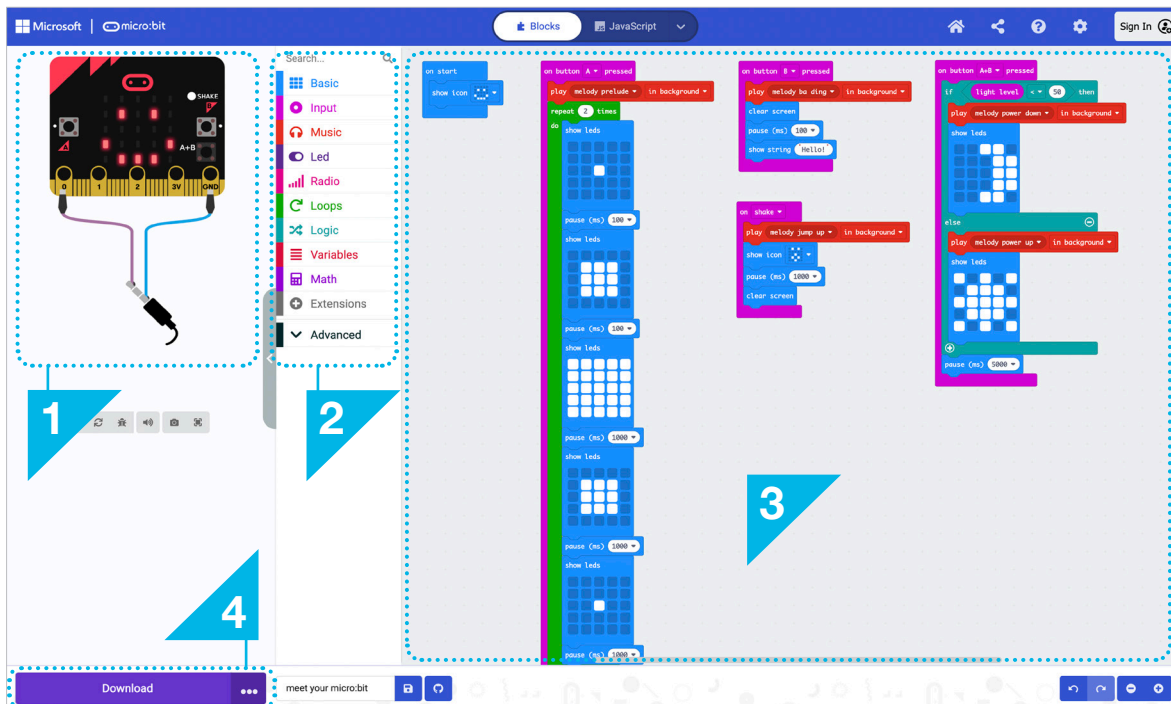 Microsoft micro:bit
Blocks JavaScript
Sign In
SHAKE
A+B
0 1 2 3V GND
Search...
Basic
Input
Music
Led
Radio
Loops
Logic
Variables
Math
Extensions
Advanced
on start
show icon
on button A pressed
play melody prelude in background
repeat 2 times
do show leds
pause (ms) 100
show leds
pause (ms) 100
show leds
pause (ms) 1000
show leds
pause (ms) 1000
show leds
pause (ms) 1000
on button B pressed
play melody ba ding in background
clear screen
pause (ms) 100
show string "Hello!"
on shake
play melody jump up in background
show icon
pause (ms) 1000
clear screen
on button A+B pressed
if light level < 50 then
play melody power down in background
show leds
else
play melody power up in background
show leds
pause (ms) 5000
1
2
3
4
Download
meet your micro:bit